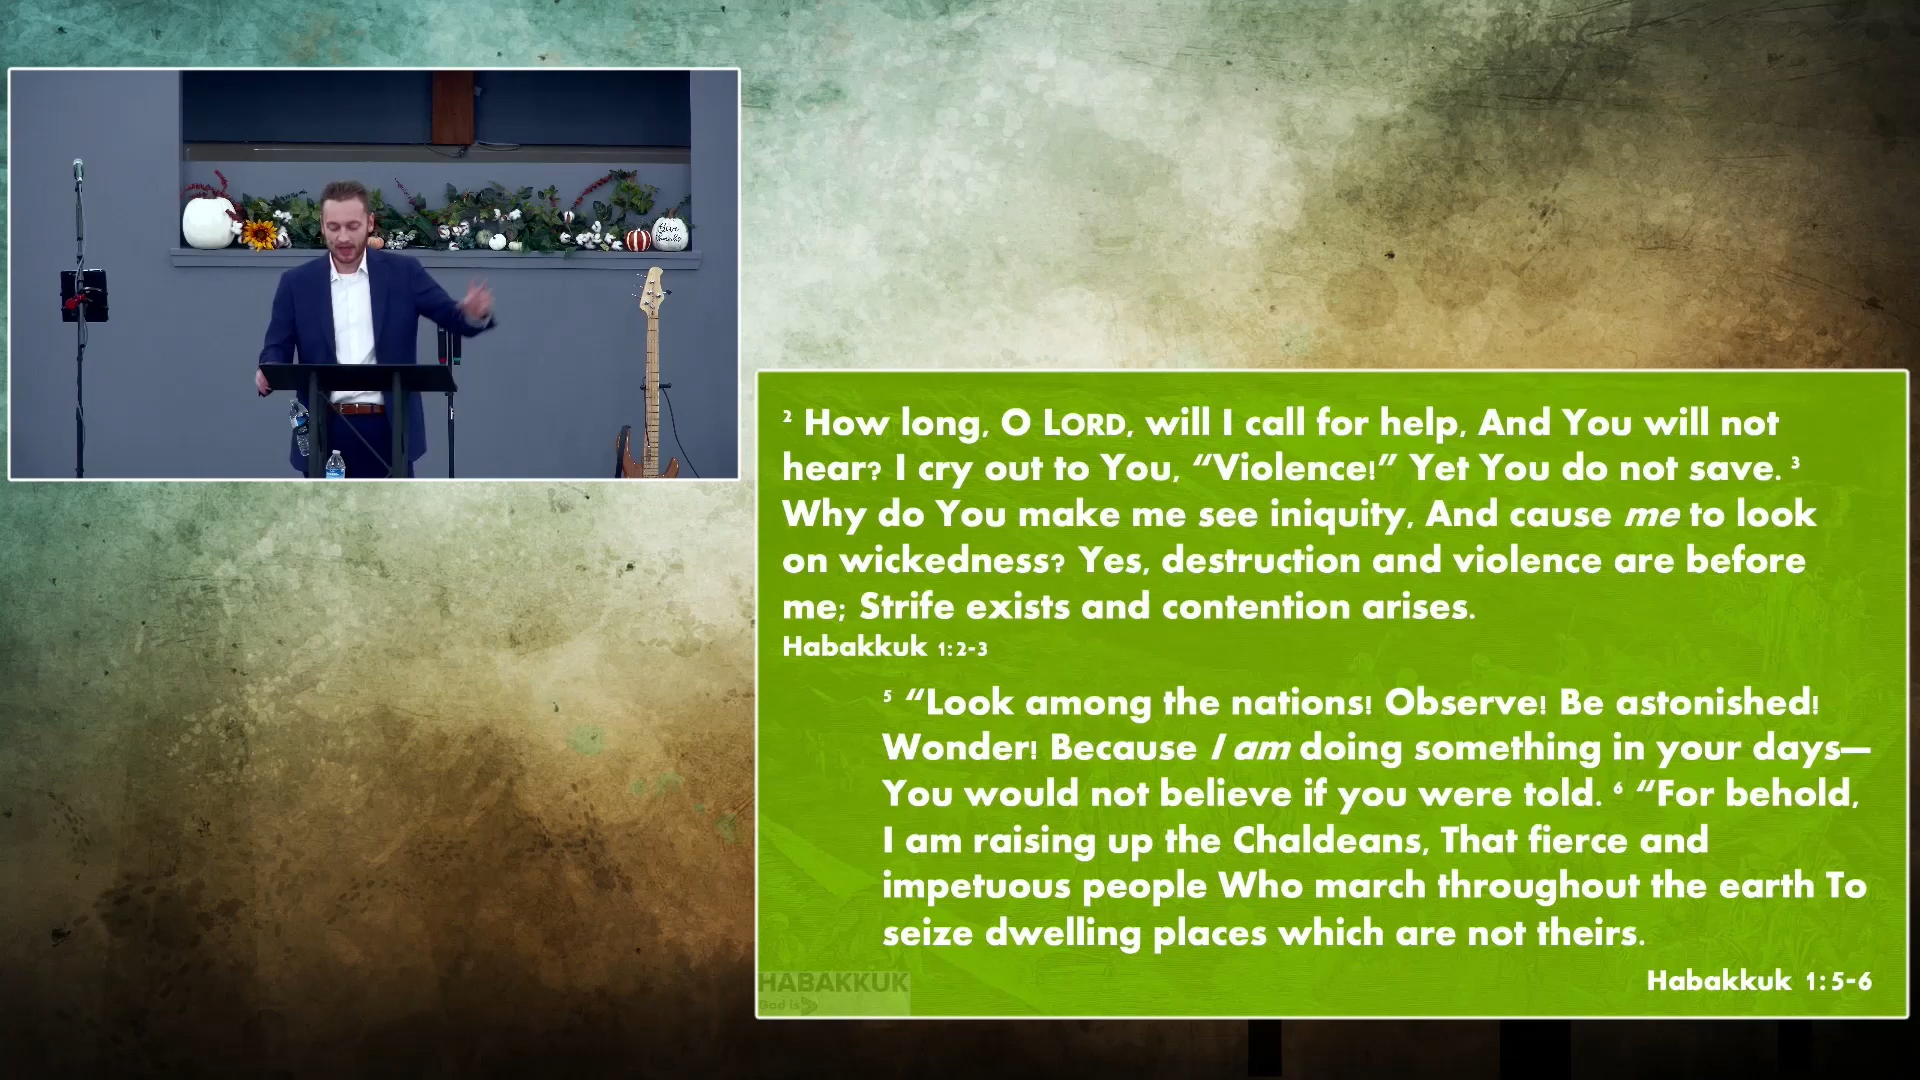 Give
thanks
² How long, O LORD, will I call for help, And You will not
hear? I cry out to You, “Violence!” Yet You do not save. ³
Why do You make me see iniquity, And cause me to look
on wickedness? Yes, destruction and violence are before
me; Strife exists and contention arises.
Habakkuk 1:2-3
⁵ “Look among the nations! Observe! Be astonished!
Wonder! Because I am doing something in your days—
You would not believe if you were told. ⁶ “For behold,
I am raising up the Chaldeans, That fierce and
impetuous people Who march throughout the earth To
seize dwelling places which are not theirs.
Habakkuk 1:5-6
HABAKKUK
God is